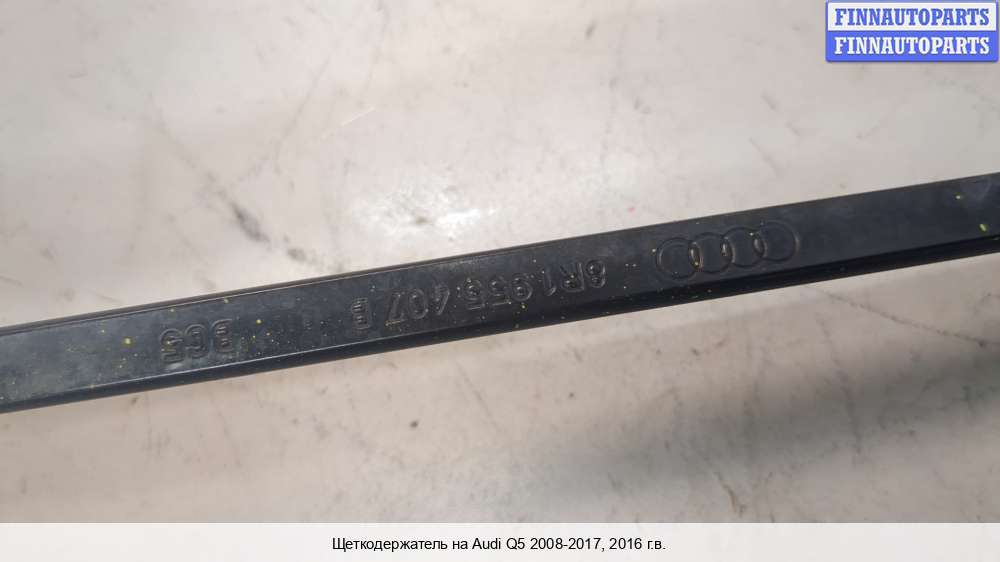 FINNAUTOPARTS
FINNAUTOPARTS
8R1.955.407 B
Щеткодержатель на Audi Q5 2008-2017, 2016 г.в.